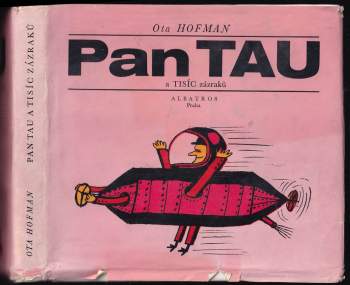 Ota HOFMAN
Pan TAU
a TISÍC zázraků
ALBATROS
Praha
PAN TAU A TISÍC ZÁZRAKŮ
OTA HOFMAN